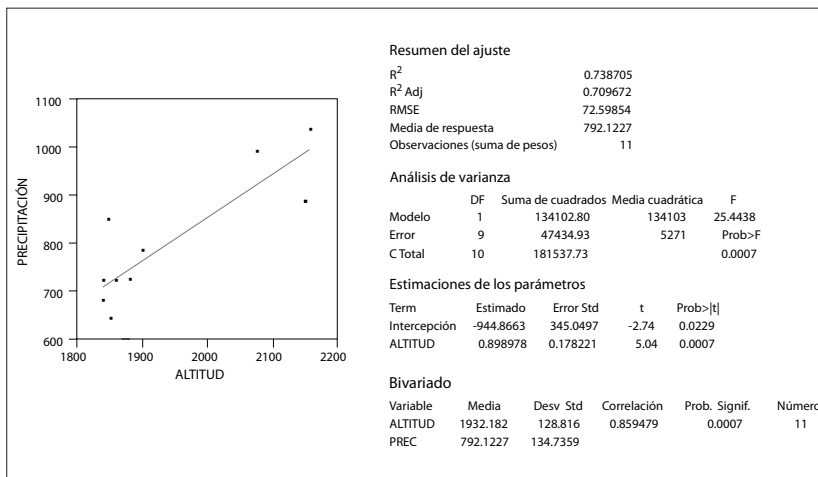 1100
1000
900
800
700
600
1800
1900
2000
2100
2200
PRECIPITACIÓN
ALTITUD
Resumen del ajuste
R2 0.738705
R2 Adj 0.709672
RMSE 72.59854
Media de respuesta 792.1227
Observaciones (suma de pesos) 11
Análisis de varianza
DF Suma de cuadrados Media cuadrática F
Modelo 1 134102.80 134103 25.4438
Error 9 47434.93 5271 Prob>F
C Total 10 181537.73 0.0007
Estimaciones de los parámetros
Term Estimado Error Std t Prob>|t|
Intercepción -944.8663 345.0497 -2.74 0.0229
ALTITUD 0.898978 0.178221 5.04 0.0007
Bivariado
Variable Media Desv Std Correlación Prob. Signif. Número
ALTITUD 1932.182 128.816 0.859479 0.0007 11
PREC 792.1227 134.7359